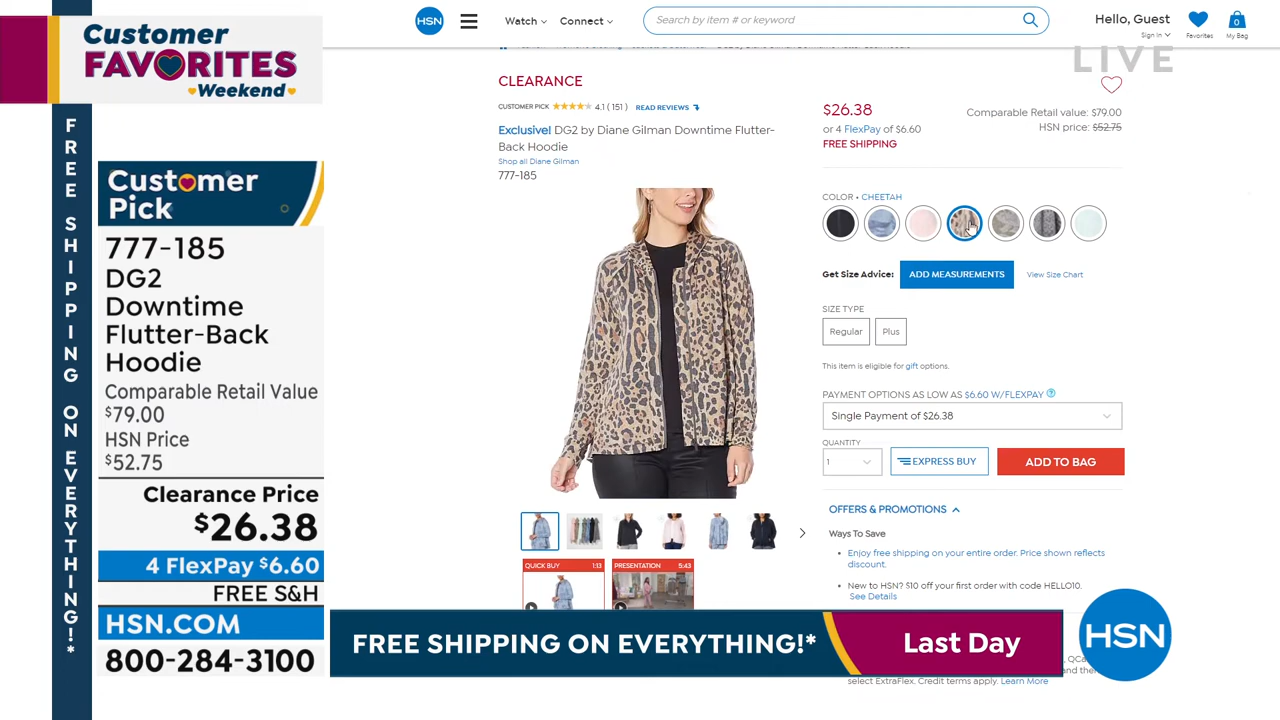 Customer
FAVORITES
Weekend
FREE SHIPPING ON EVERYTHING!*
Customer
Pick
777-185
DG2
Downtime
Flutter-Back
Hoodie
Comparable Retail Value
$79.00
HSN Price
$52.75
Clearance Price
$26.38
4 FlexPay $6.60
FREE S&H
HSN.COM
800-284-3100
HSN
Watch
Connect
Search by item # or keyword
Hello, Guest
Sign in
Favorites
0
My Bag
LIVE
CLEARANCE
CUSTOMER PICK 4.1 (151) READ REVIEWS
Exclusive! DG2 by Diane Gilman Downtime Flutter-
Back Hoodie
Shop all Diane Gilman
777-185
$26.38
or 4 FlexPay of $6.60
FREE SHIPPING
Comparable Retail value: $79.00
HSN price: $52.75
COLOR • CHEETAH
Get Size Advice: ADD MEASUREMENTS View Size Chart
SIZE TYPE
Regular Plus
This item is eligible for gift options.
PAYMENT OPTIONS AS LOW AS $6.60 W/FLEXPAY ?
Single Payment of $26.38
QUANTITY
1 EXPRESS BUY ADD TO BAG
OFFERS & PROMOTIONS
Ways To Save
• Enjoy free shipping on your entire order. Price shown reflects
discount.
• New to HSN? $10 off your first order with code HELLO10.
See Details
QUICK BUY 1:13
PRESENTATION 5:43
FREE SHIPPING ON EVERYTHING!* Last Day
HSN
select ExtraFlex. Credit terms apply. Learn More